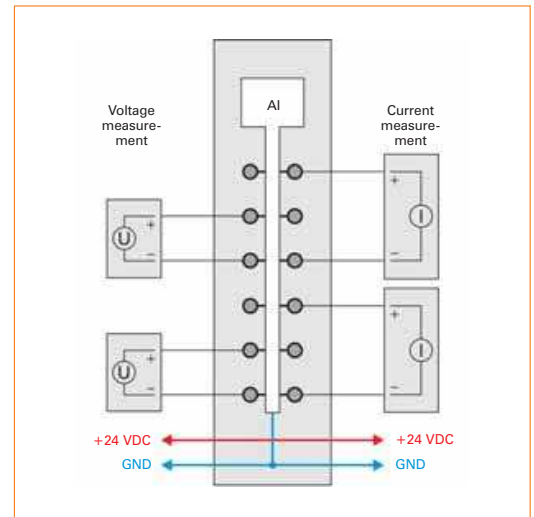 Voltage
measure-
ment
AI
Current
measure-
ment
+
−
U
+
−
I
+
−
U
+
−
I
+24 VDC
+24 VDC
GND
GND